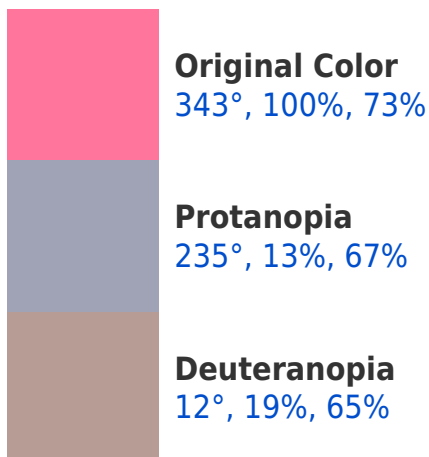 Original Color
343°, 100%, 73%
Protanopia
235°, 13%, 67%
Deuteranopia
12°, 19%, 65%